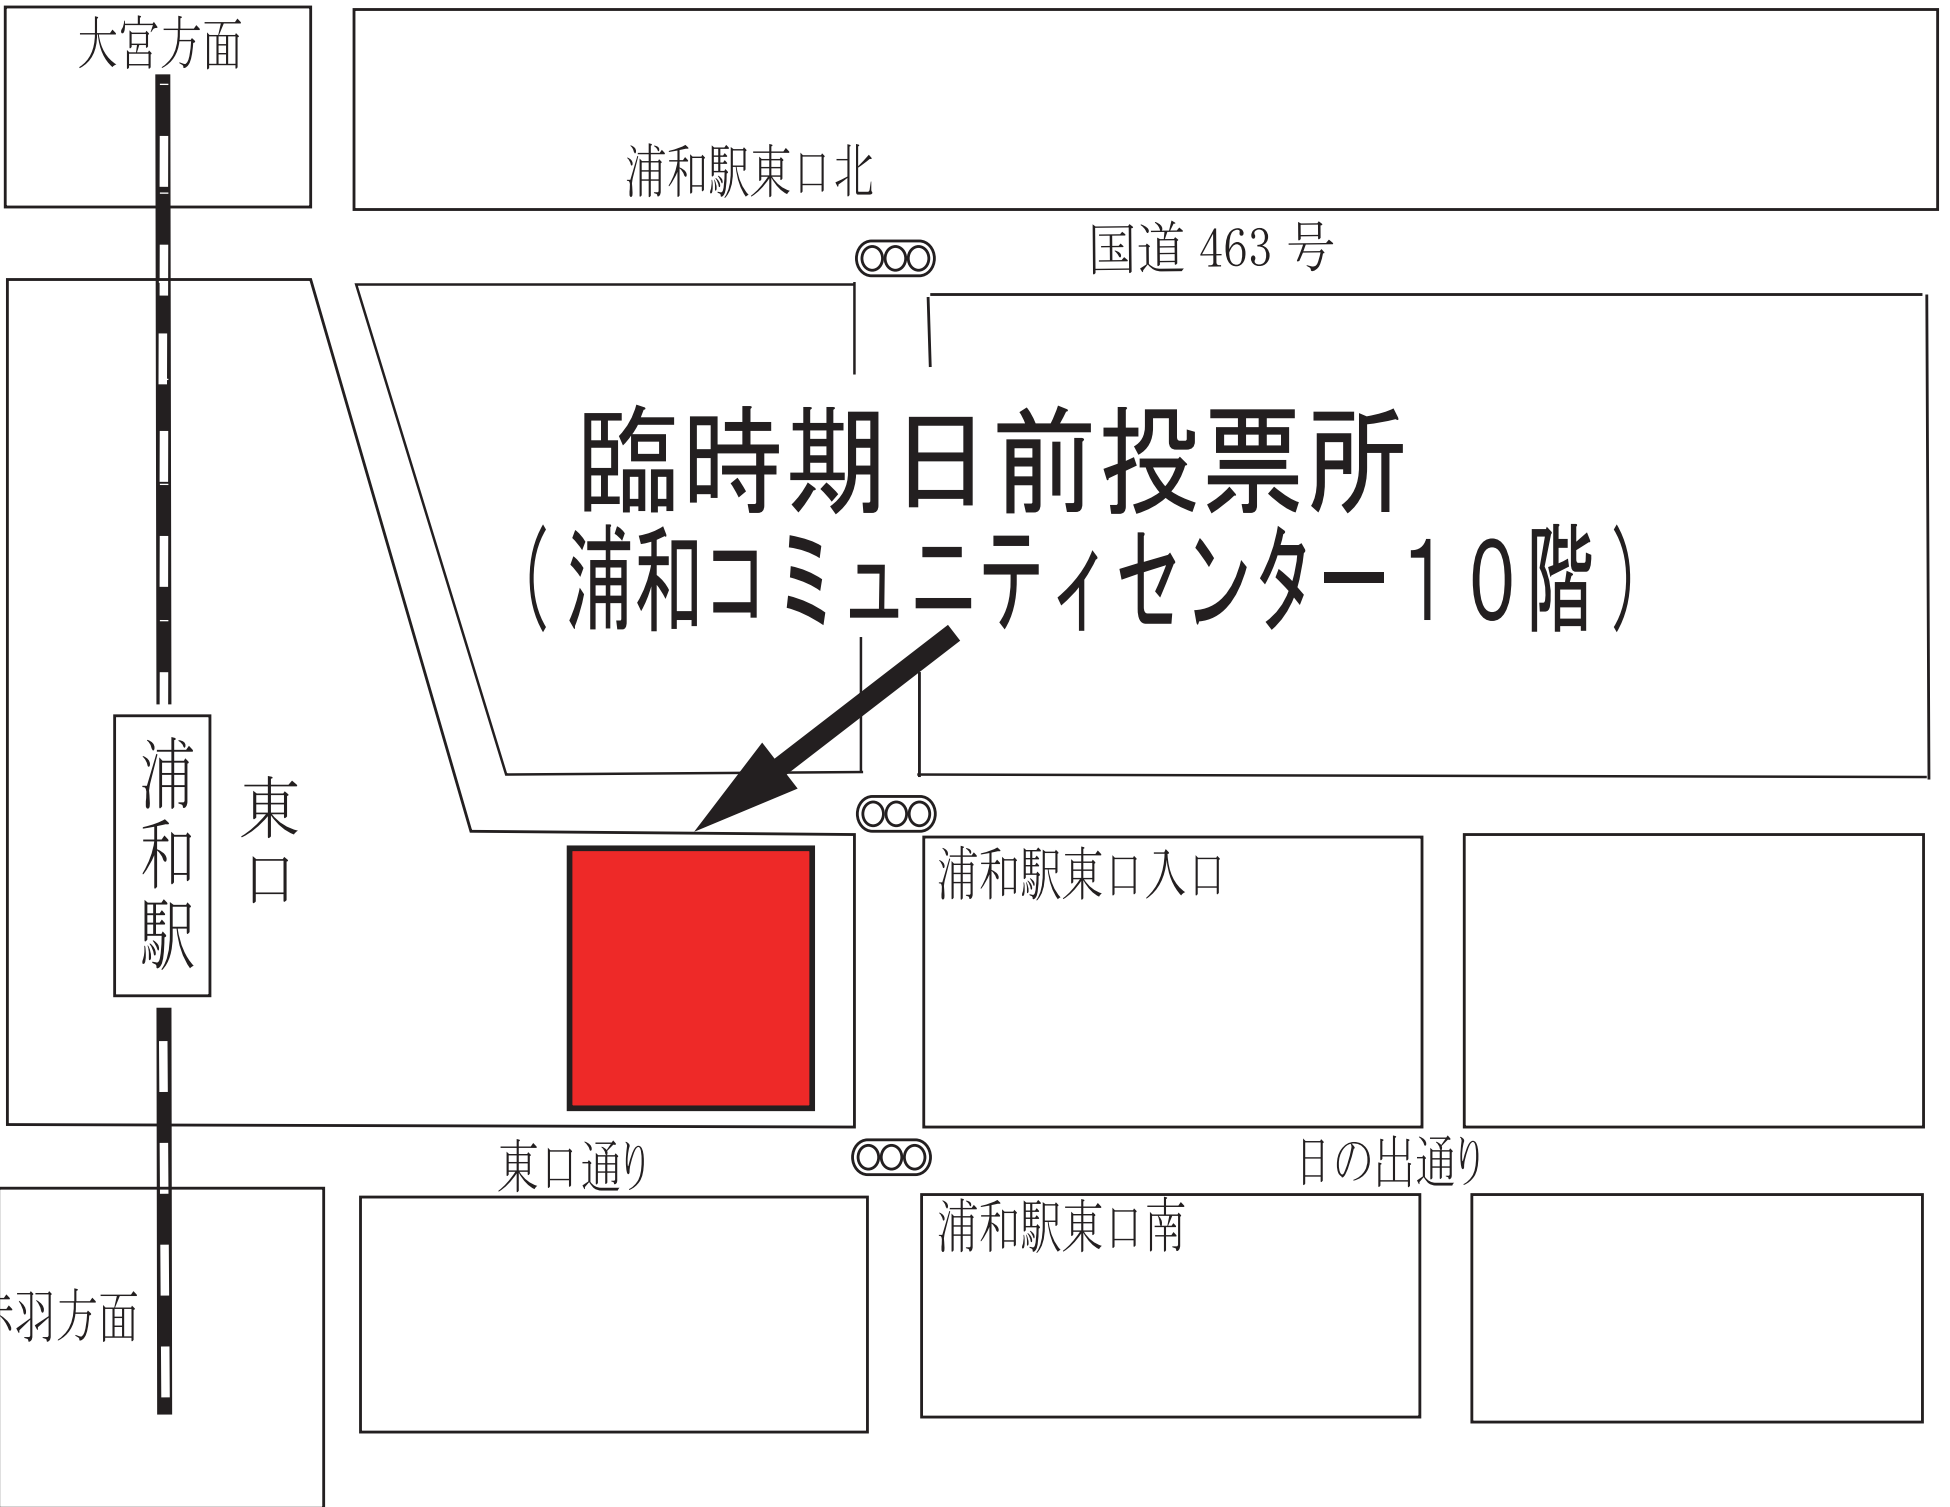 大宮方面
浦和駅東口北
国道 463 号
臨時期日前投票所
（浦和コミュニティセンター１０階）
浦和駅
東口
浦和駅東口入口
東口通り
日の出通り
浦和駅東口南
羽方面